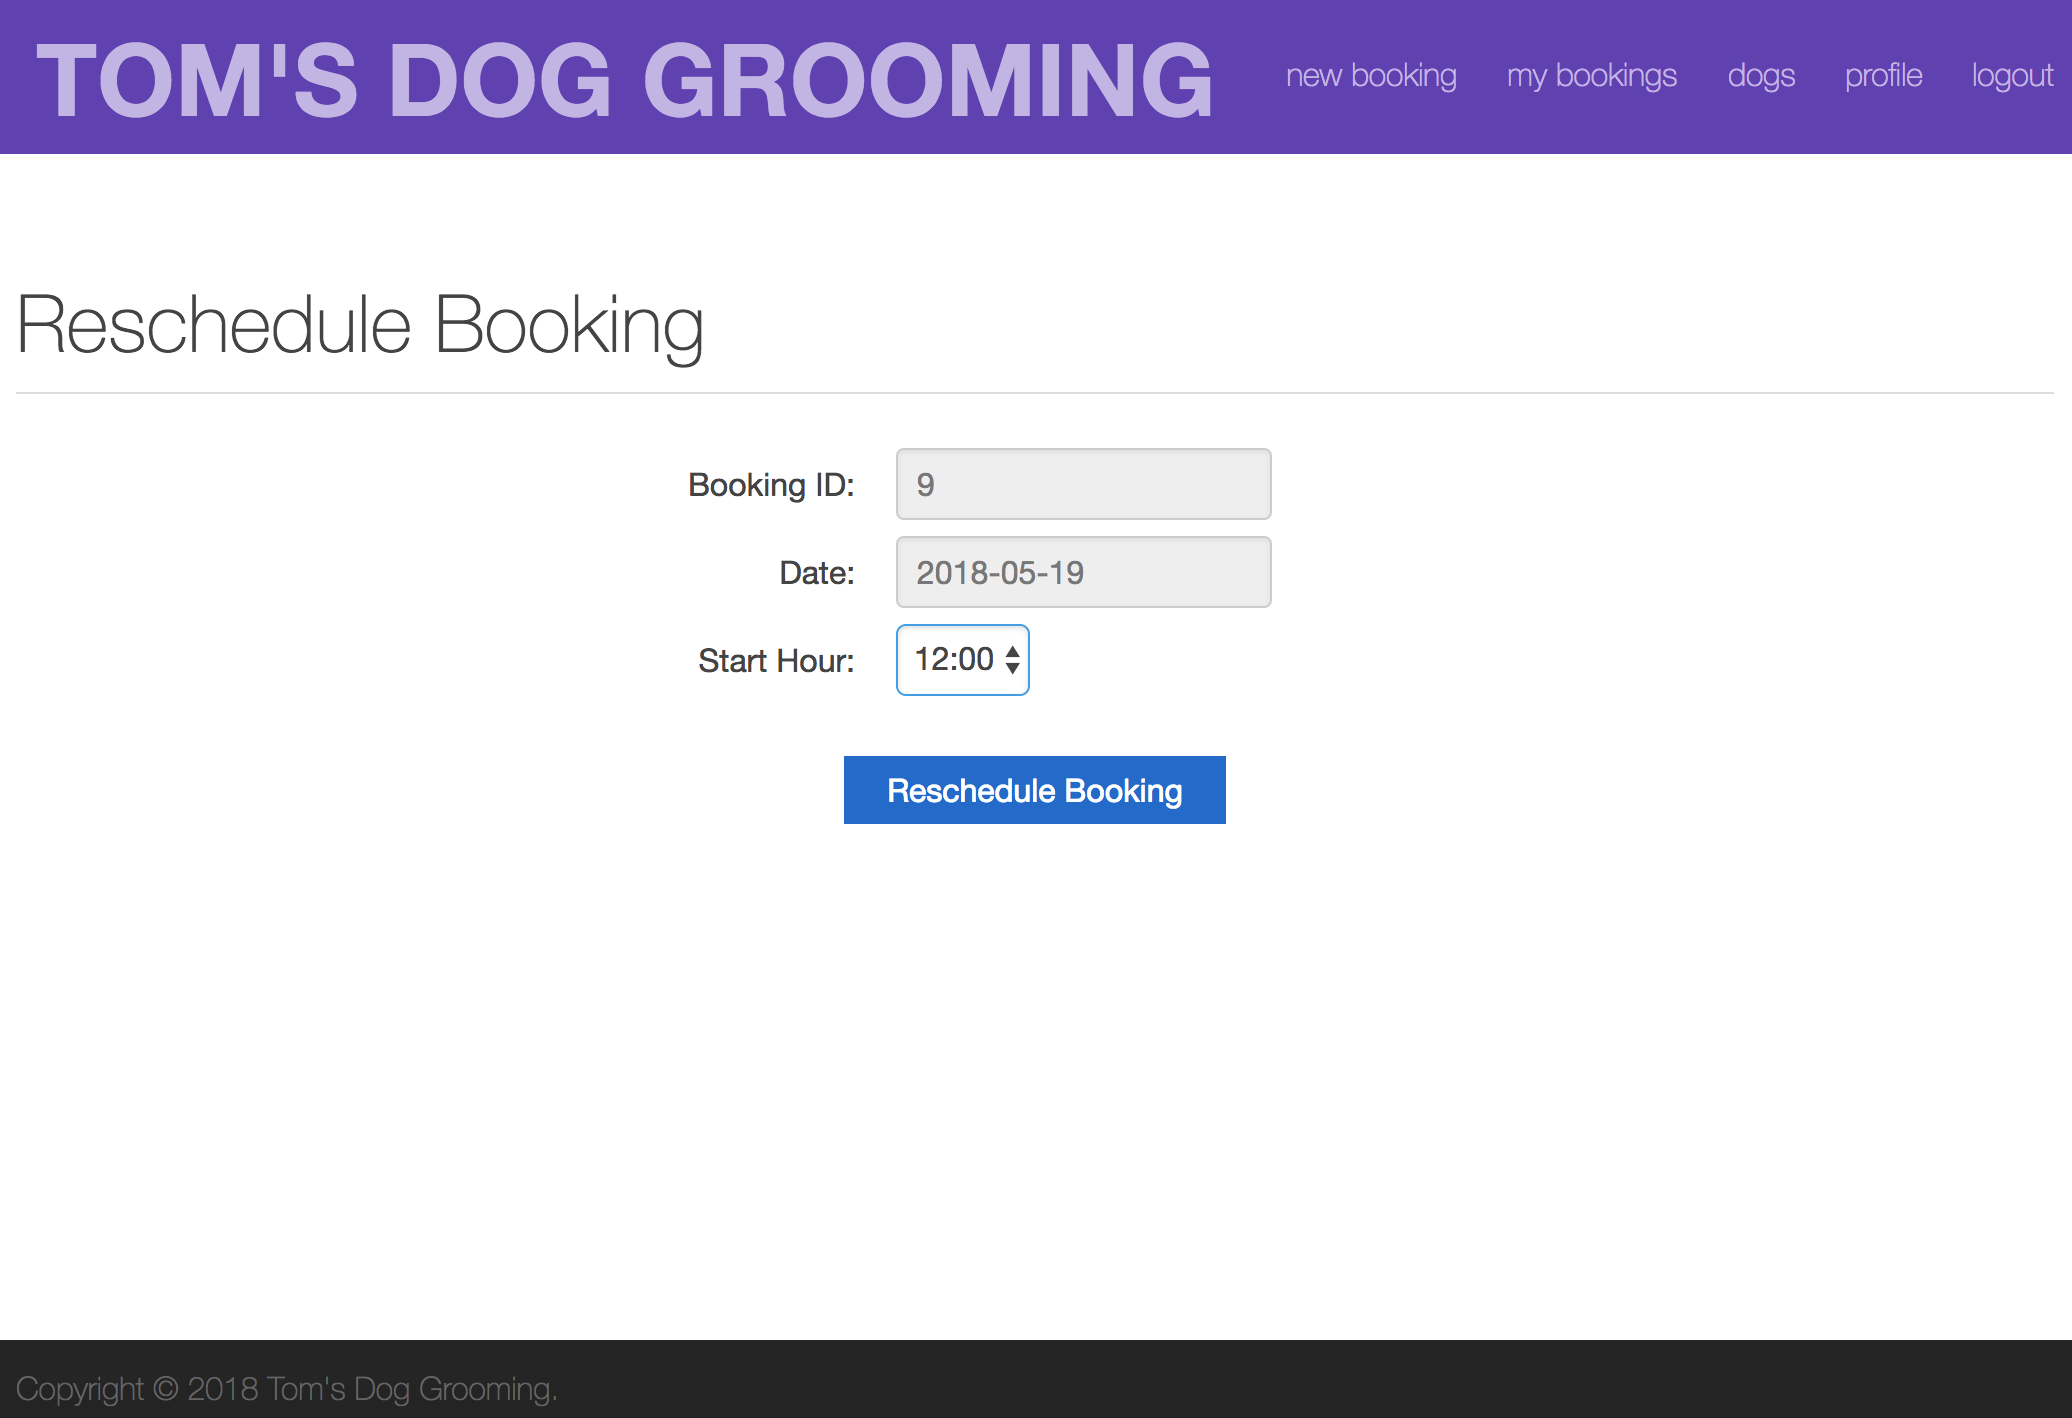 TOM'S DOG GROOMING
new booking my bookings dogs profile logout
Reschedule Booking
Booking ID: 9
Date: 2018-05-19
Start Hour: 12:00
Reschedule Booking
Copyright © 2018 Tom's Dog Grooming.